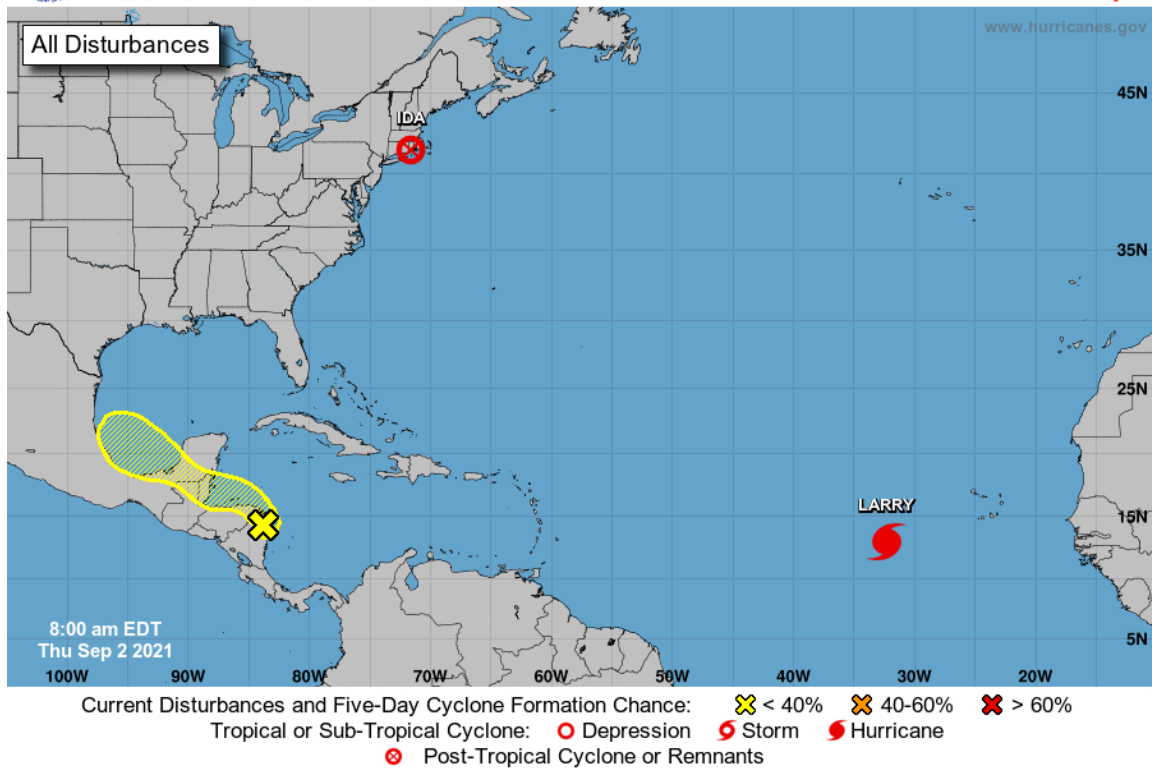 All Disturbances
www.hurricanes.gov
45N
IDA
35N
25N
LARRY
15N
8:00 am EDT
Thu Sep 2 2021
5N
100W 90W 80W 70W 60W 50W 40W 30W 20W
Current Disturbances and Five-Day Cyclone Formation Chance: < 40% 40-60% > 60%
Tropical or Sub-Tropical Cyclone: Depression Storm Hurricane
Post-Tropical Cyclone or Remnants